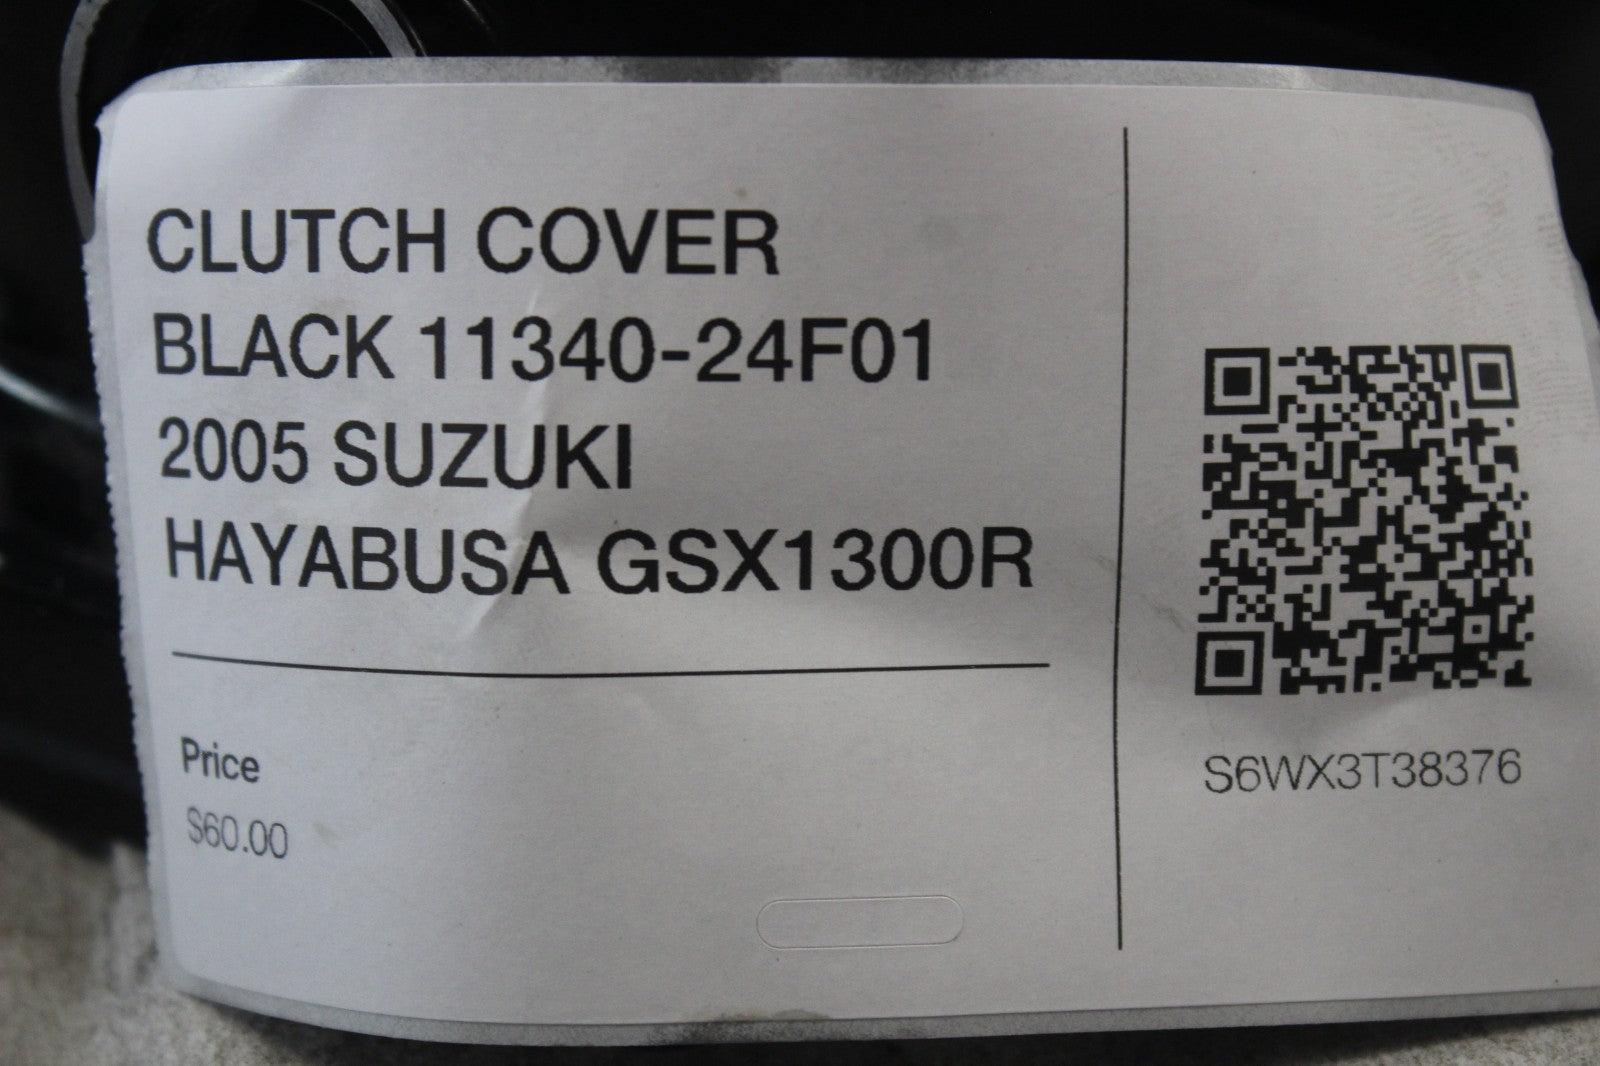 CLUTCH COVER
BLACK 11340-24F01
2005 SUZUKI
HAYABUSA GSX1300R
Price
$60.00
S6WX3T38376